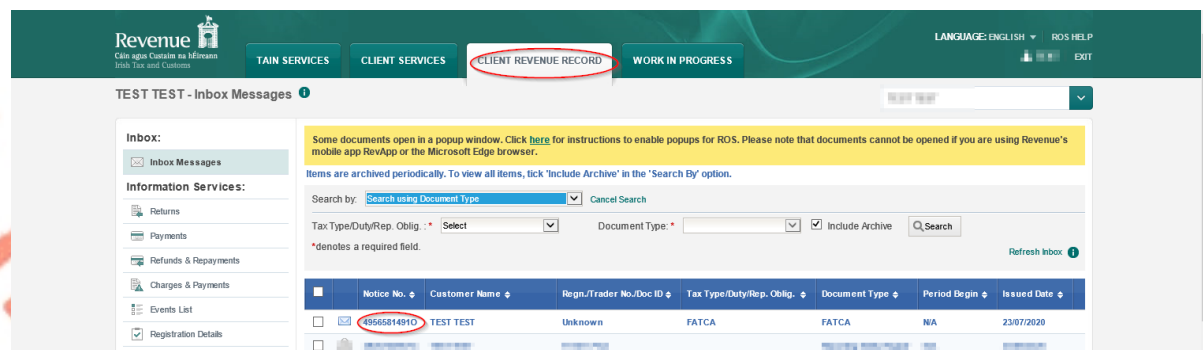 Revenue
Cáin agus Custaim na hÉireann
Irish Tax and Customs
TAIN SERVICES
CLIENT SERVICES
CLIENT REVENUE RECORD
WORK IN PROGRESS
LANGUAGE: ENGLISH ROS HELP
EXIT
TEST TEST - Inbox Messages
Inbox:
Inbox Messages
Information Services:
Returns
Payments
Refunds & Repayments
Charges & Payments
Events List
Registration Details
Some documents open in a popup window. Click here for instructions to enable popups for ROS. Please note that documents cannot be opened if you are using Revenue's
mobile app RevApp or the Microsoft Edge browser.
Items are archived periodically. To view all items, tick 'Include Archive' in the 'Search By' option.
Search by: Search using Document Type Cancel Search
Tax Type/Duty/Rep. Oblig. : * Select Document Type: * Include Archive Search
*denotes a required field.
Refresh Inbox
Notice No. Customer Name Regn./Trader No./Doc ID Tax Type/Duty/Rep. Oblig. Document Type Period Begin Issued Date
4956581491O TEST TEST Unknown FATCA FATCA N/A 23/07/2020